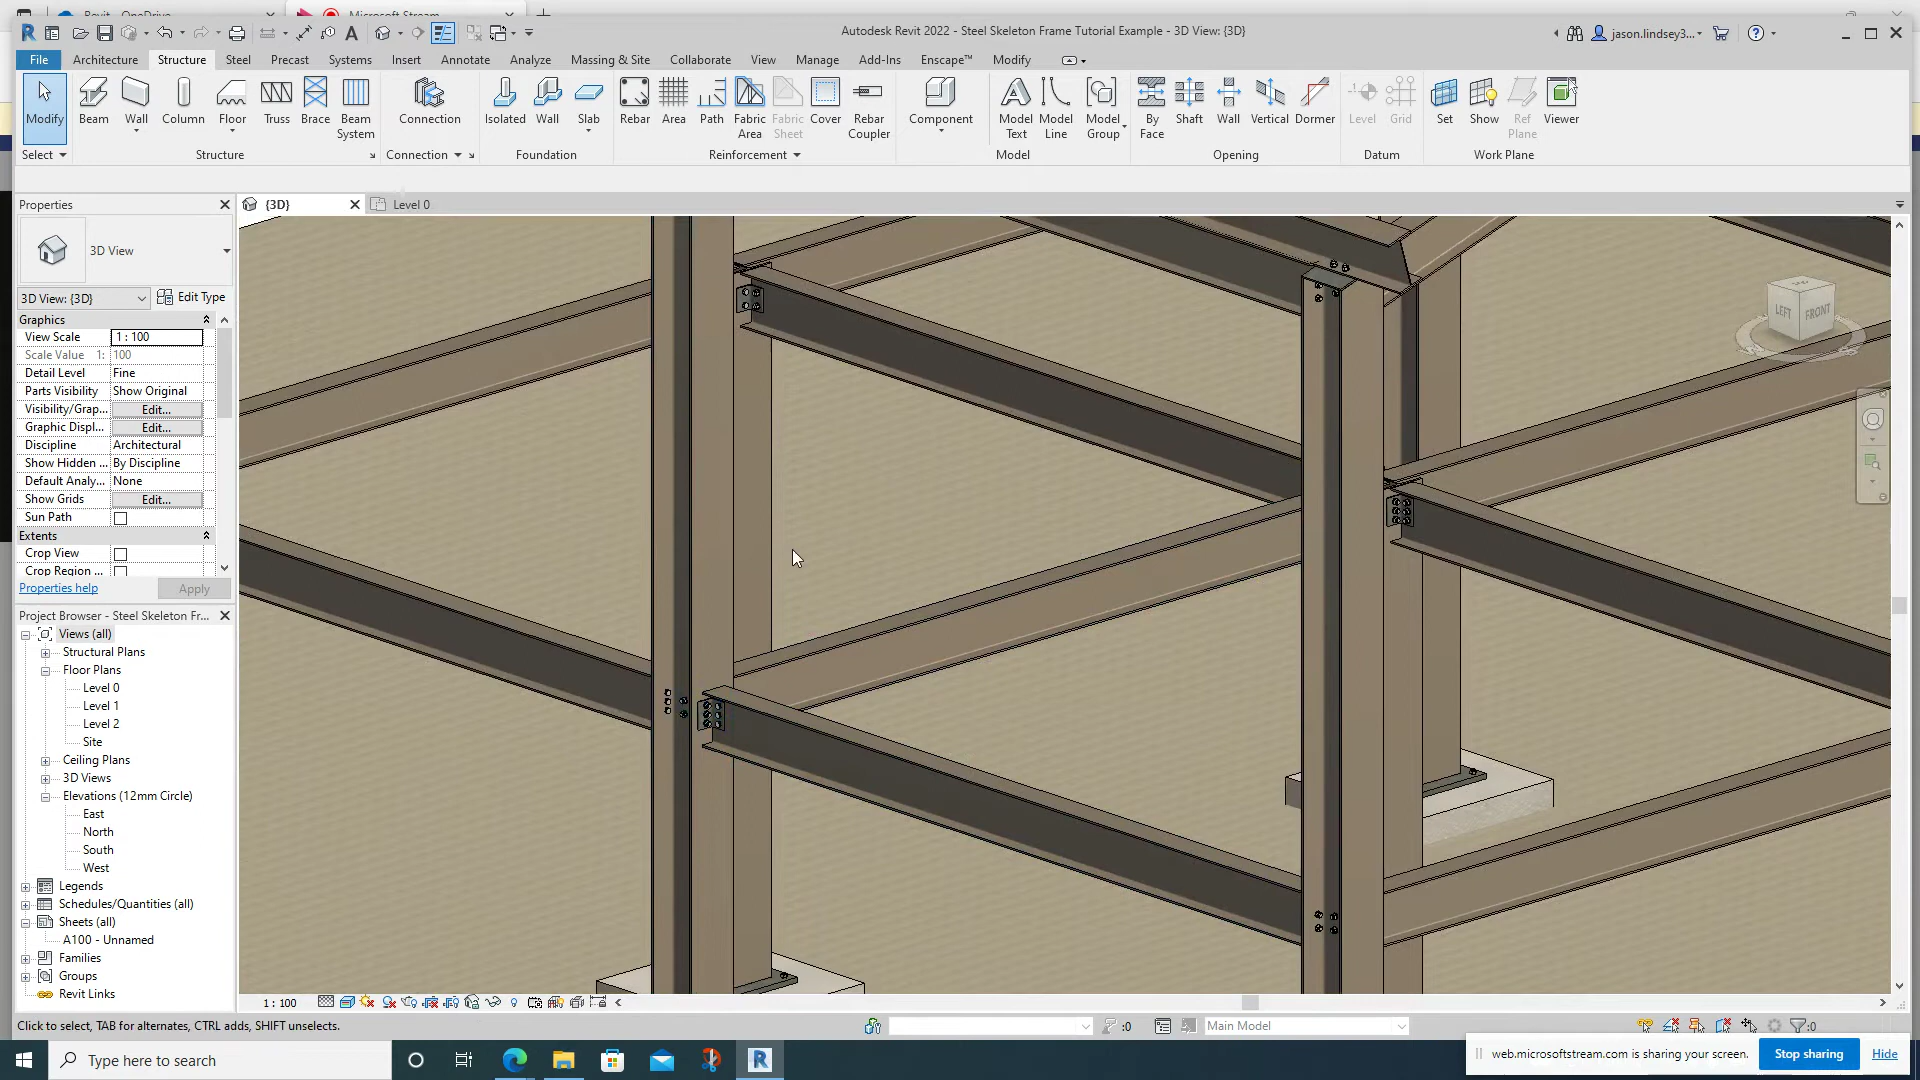 Revit OneDrive
Microsoft Stream
Autodesk Revit 2022 - Steel Skeleton Frame Tutorial Example - 3D View: {3D}
jason.lindsey3...
File Architecture Structure Steel Precast Systems Insert Annotate Analyze Massing & Site Collaborate View Manage Add-Ins Enscape™ Modify
Modify Beam Wall Column Floor Truss Brace Beam System Connection Isolated Wall Slab Rebar Area Path Fabric Area Fabric Sheet Cover Rebar Coupler Component Model Text Model Line Model Group By Face Shaft Wall Vertical Dormer Level Grid Set Show Ref Plane Viewer
Select Structure Connection Foundation Reinforcement Model Opening Datum Work Plane
Properties
{3D} Level 0
3D View
3D View: {3D} Edit Type
Graphics
View Scale 1 : 100
Scale Value 1: 100
Detail Level Fine
Parts Visibility Show Original
Visibility/Grap... Edit...
Graphic Displ... Edit...
Discipline Architectural
Show Hidden ... By Discipline
Default Analy... None
Show Grids Edit...
Sun Path
Extents
Crop View
Crop Region ...
Properties help Apply
LEFT FRONT
Project Browser - Steel Skeleton Fr...
Views (all)
Structural Plans
Floor Plans
Level 0
Level 1
Level 2
Site
Ceiling Plans
3D Views
Elevations (12mm Circle)
East
North
South
West
Legends
Schedules/Quantities (all)
Sheets (all)
A100 - Unnamed
Families
Groups
Revit Links
1 : 100
Click to select, TAB for alternates, CTRL adds, SHIFT unselects.
:0
Main Model
:0
Type here to search
web.microsoftstream.com is sharing your screen. Stop sharing Hide